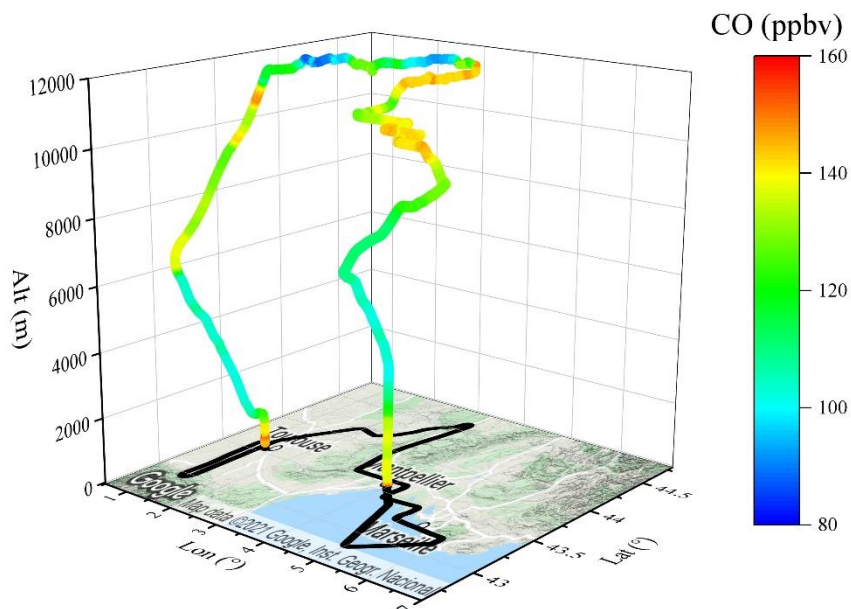 CO (ppbv)
160
140
120
100
80
12000
10000
8000
6000
4000
2000
0
Alt (m)
1
2
3
4
5
6
7
Lon (°)
43
43.5
44
44.5
Lat (°)
Toulouse
Montpellier
Marseille
Google
Map data ©2021 Google, Inst. Geogr. Nacional